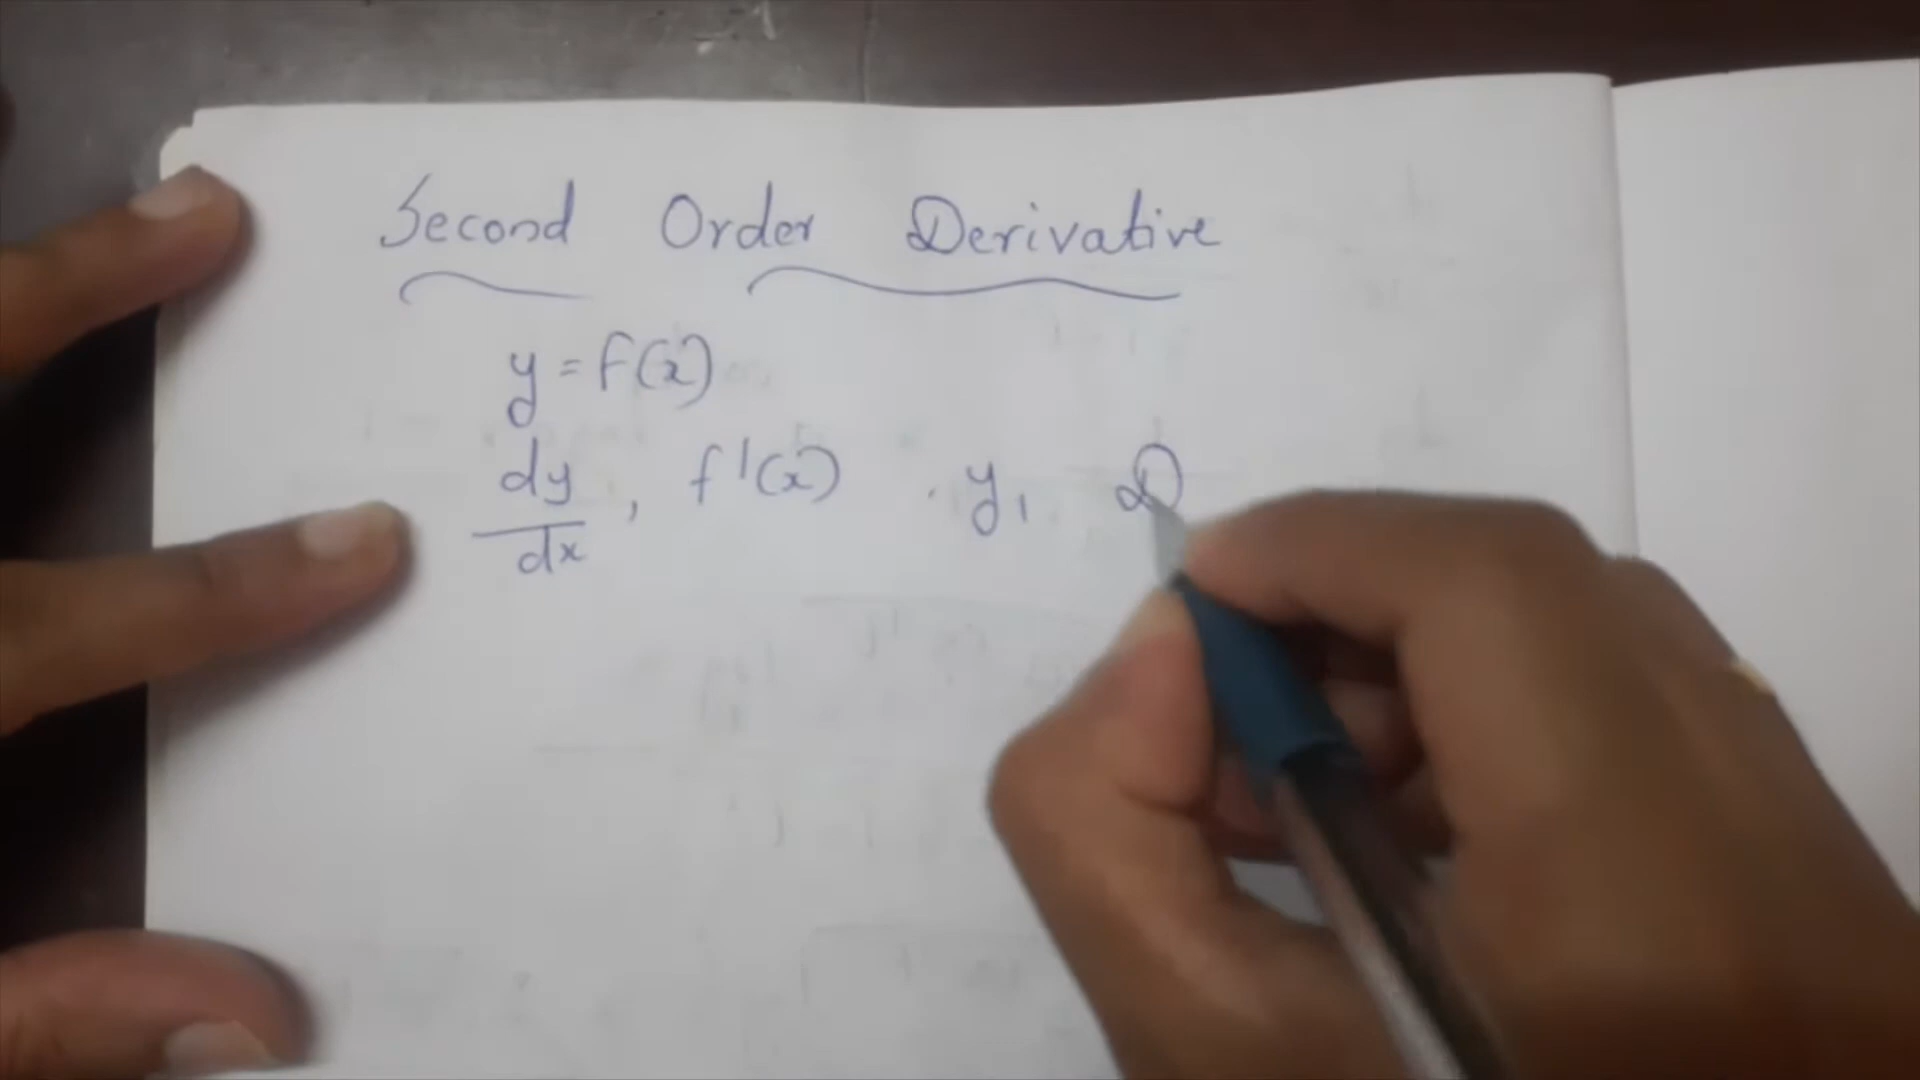 Second Order Derivative
y = f(x)
dy/dx , f'(x) . y₁ D